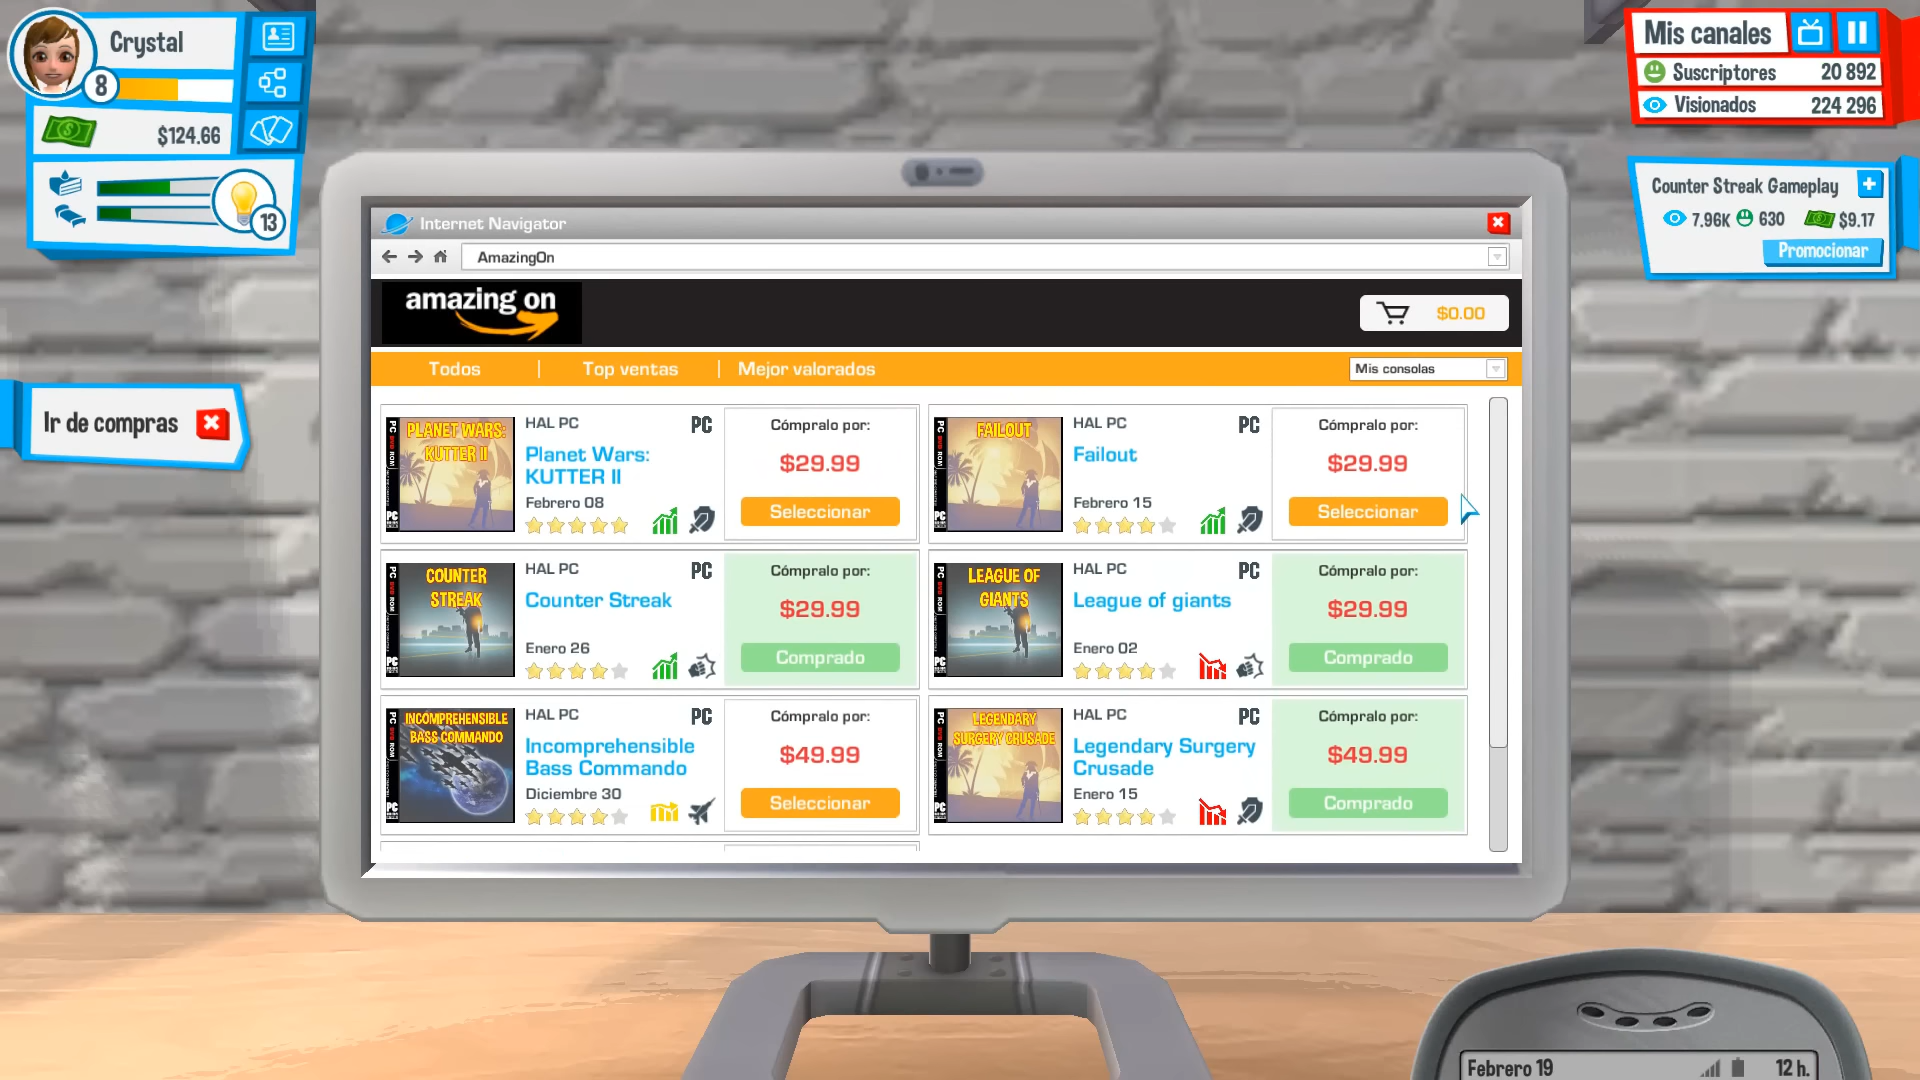 Crystal
8
$124.66
13
Mis canales
Suscriptores 20 892
Visionados 224 296
Counter Streak Gameplay
7.96K 630 $9.17
Promocionar
Ir de compras
Internet Navigator
AmazingOn
amazing on
$0.00
Todos | Top ventas | Mejor valorados
Mis consolas
PLANET WARS:
KUTTER II
PC
HAL PC
PC
Planet Wars:
KUTTER II
Febrero 08
Cómpralo por:
$29.99
Seleccionar
FAILOUT
PC
HAL PC
PC
Failout
Febrero 15
Cómpralo por:
$29.99
Seleccionar
COUNTER
STREAK
PC
HAL PC
PC
Counter Streak
Enero 26
Cómpralo por:
$29.99
Comprado
LEAGUE OF
GIANTS
PC
HAL PC
PC
League of giants
Enero 02
Cómpralo por:
$29.99
Comprado
INCOMPREHENSIBLE
BASS COMMANDO
PC
HAL PC
PC
Incomprehensible
Bass Commando
Diciembre 30
Cómpralo por:
$49.99
Seleccionar
LEGENDARY
SURGERY CRUSADE
PC
HAL PC
PC
Legendary Surgery
Crusade
Enero 15
Cómpralo por:
$49.99
Comprado
Febrero 19
12 h.